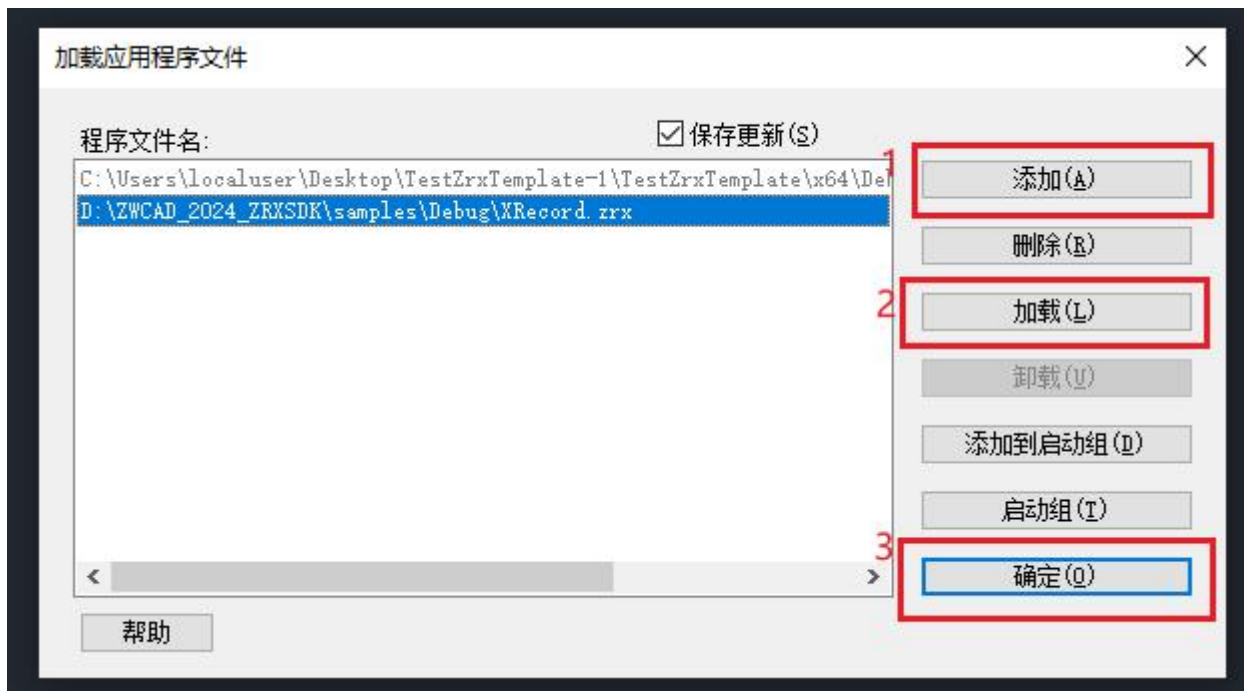 加载应用程序文件
程序文件名:
保存更新(S)
C:\Users\localuser\Desktop\TestZrxTemplate-1\TestZrxTemplate\x64\Del
D:\ZWCAD_2024_ZRXSDK\samples\Debug\XRecord.zrx
1
添加(A)
删除(R)
2
加载(L)
卸载(U)
添加到启动组(D)
启动组(T)
3
确定(O)
帮助